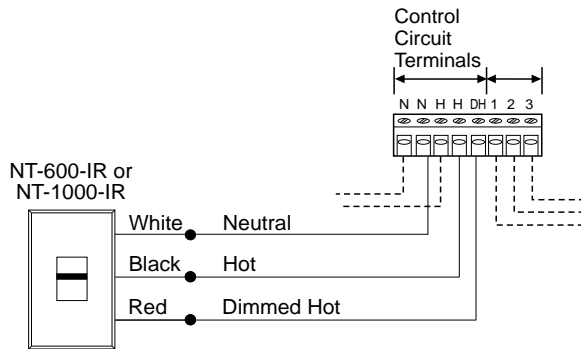 Control
Circuit
Terminals
N N H H DH 1 2 3
NT-600-IR or
NT-1000-IR
White Neutral
Black Hot
Red Dimmed Hot